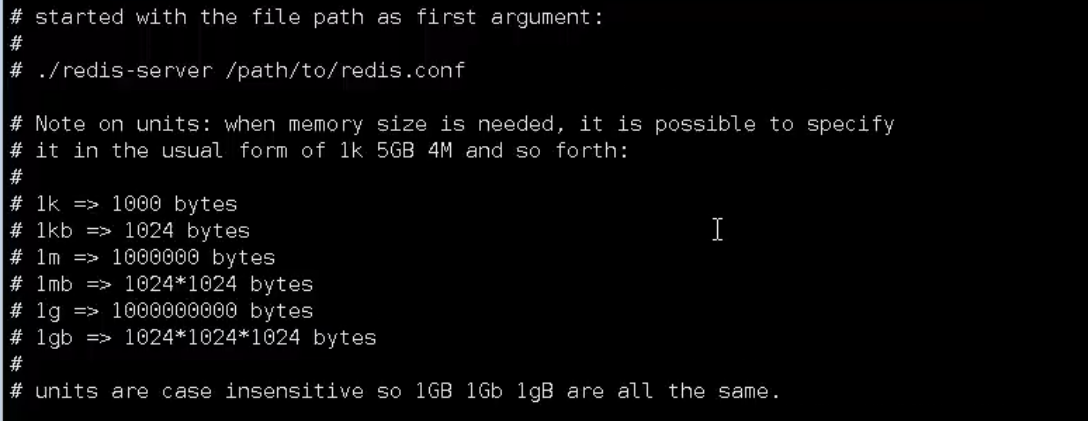 # started with the file path as first argument:
#
# ./redis-server /path/to/redis.conf
# Note on units: when memory size is needed, it is possible to specify
# it in the usual form of 1k 5GB 4M and so forth:
#
# 1k => 1000 bytes
# 1kb => 1024 bytes
# 1m => 1000000 bytes
# 1mb => 1024*1024 bytes
# 1g => 1000000000 bytes
# 1gb => 1024*1024*1024 bytes
#
# units are case insensitive so 1GB 1Gb 1gB are all the same.